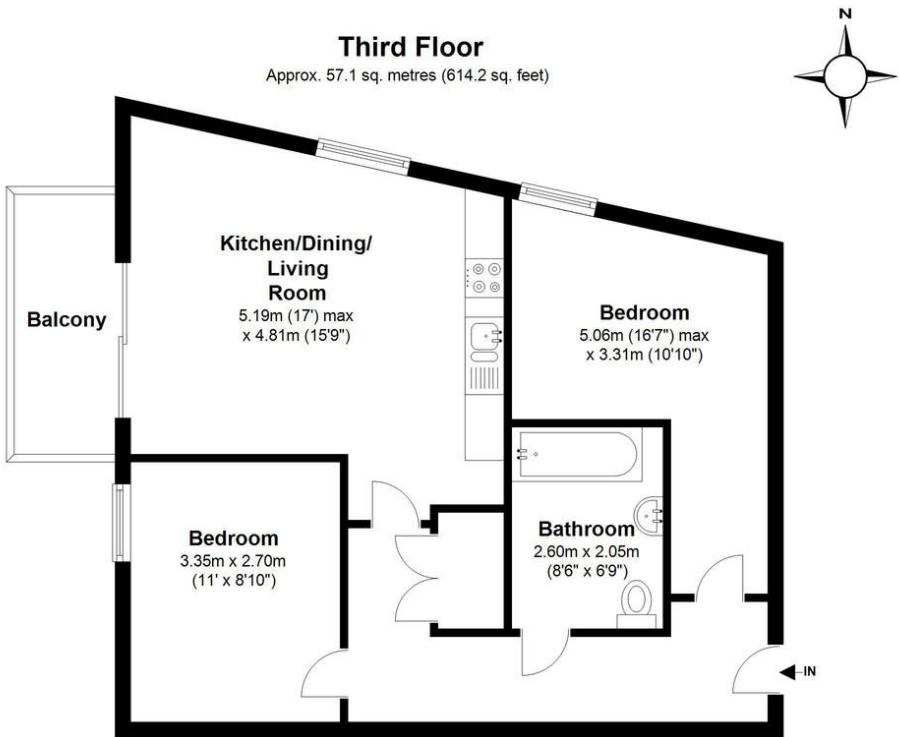 N
Third Floor
Approx. 57.1 sq. metres (614.2 sq. feet)
Kitchen/Dining/
Living
Room
5.19m (17') max
x 4.81m (15'9")
Balcony
Bedroom
5.06m (16'7") max
x 3.31m (10'10")
Bedroom
3.35m x 2.70m
(11' x 8'10")
Bathroom
2.60m x 2.05m
(8'6" x 6'9")
IN